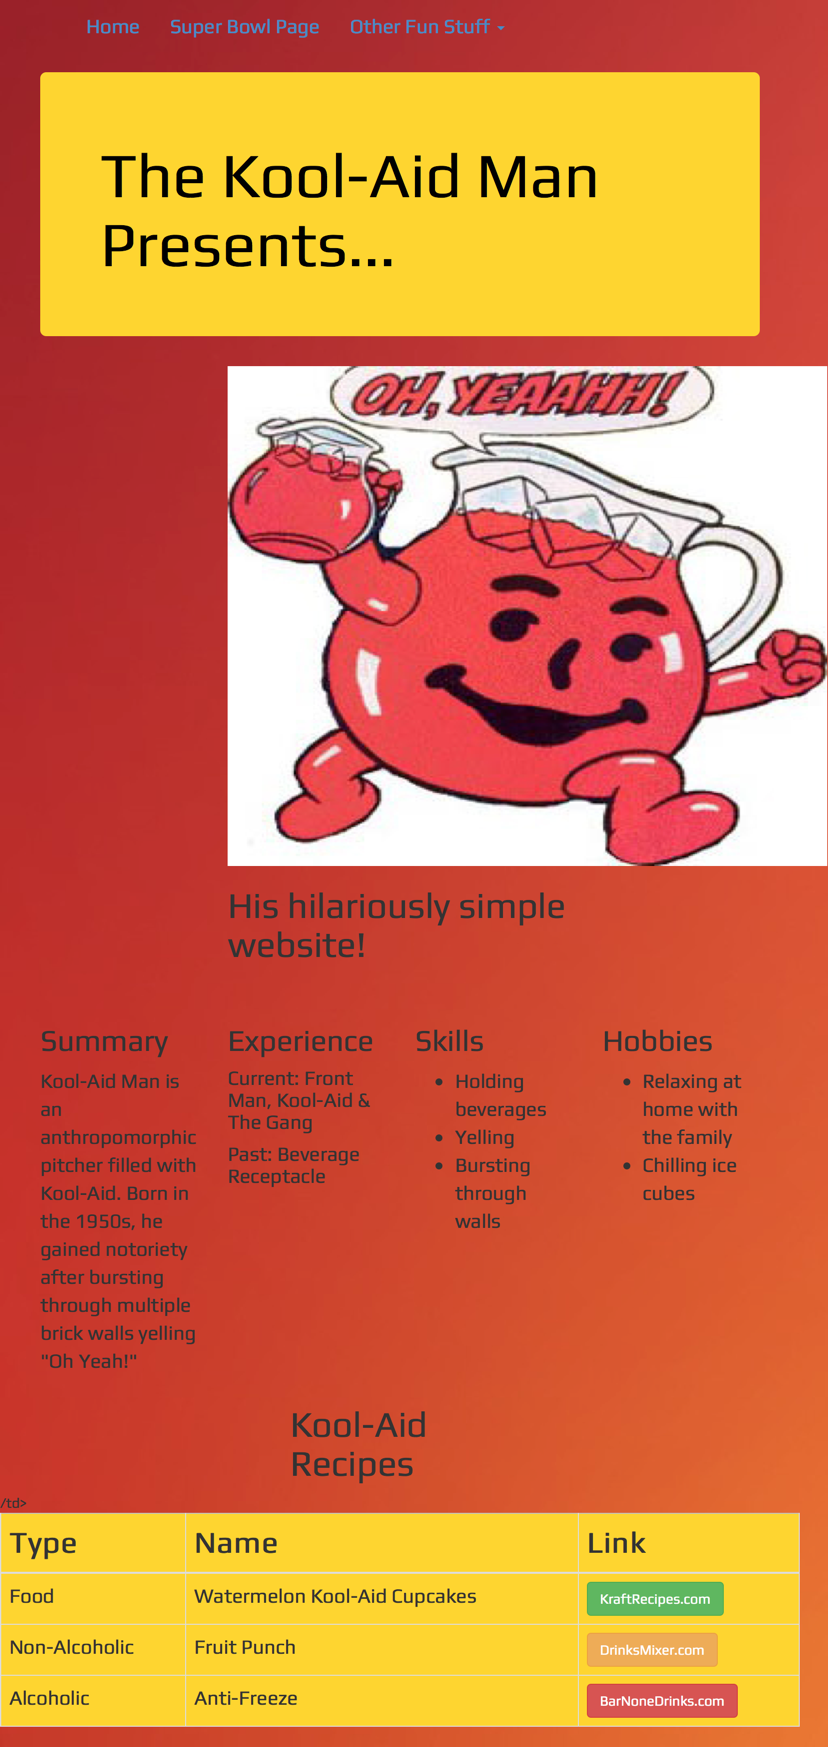 Home Super Bowl Page Other Fun Stuff
The Kool-Aid Man
Presents...
OH, YEAAHH!
His hilariously simple
website!
Summary
Kool-Aid Man is
an
anthropomorphic
pitcher filled with
Kool-Aid. Born in
the 1950s, he
gained notoriety
after bursting
through multiple
brick walls yelling
"Oh Yeah!"
Experience
Current: Front
Man, Kool-Aid &
The Gang
Past: Beverage
Receptacle
Skills
• Holding
beverages
• Yelling
• Bursting
through
walls
Hobbies
• Relaxing at
home with
the family
• Chilling ice
cubes
Kool-Aid
Recipes
/td>
Type Name Link
Food Watermelon Kool-Aid Cupcakes KraftRecipes.com
Non-Alcoholic Fruit Punch DrinksMixer.com
Alcoholic Anti-Freeze BarNoneDrinks.com